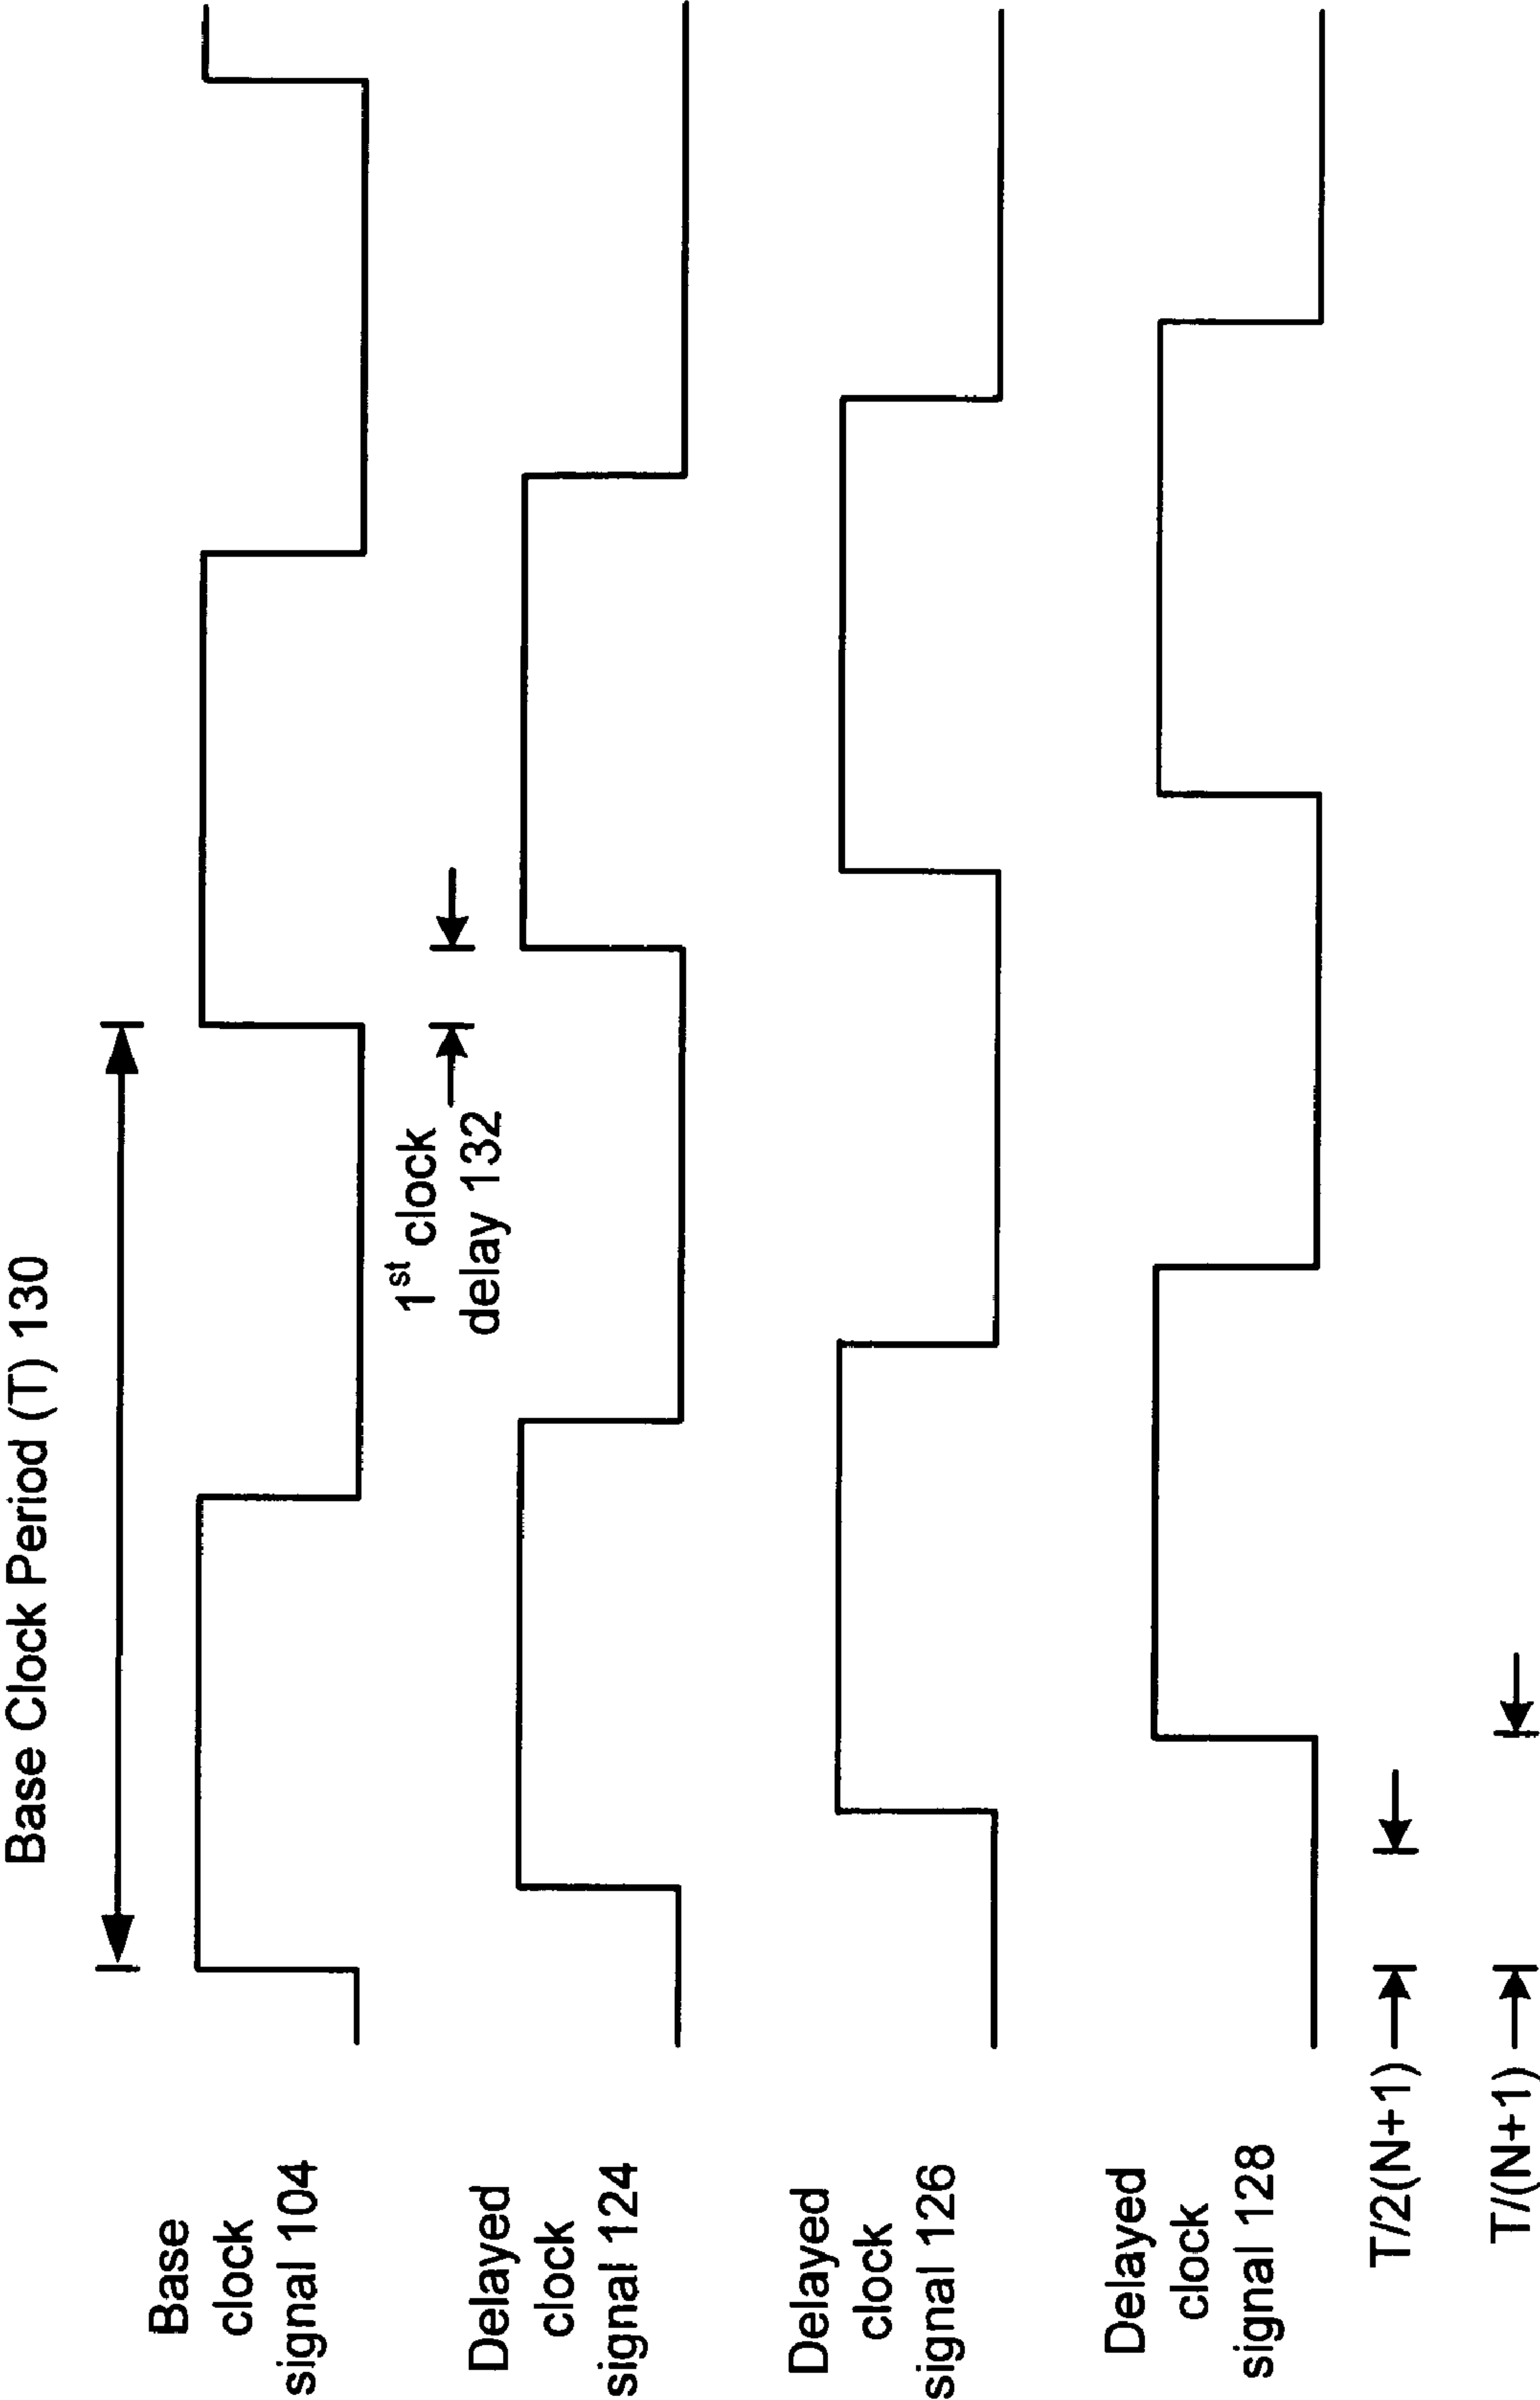 Base Clock Period (T) 130
Base
clock
signal 104
1st clock
delay 132
Delayed
clock
signal 124
Delayed
clock
signal 126
Delayed
clock
signal 128
T/2(N+1)
T/(N+1)